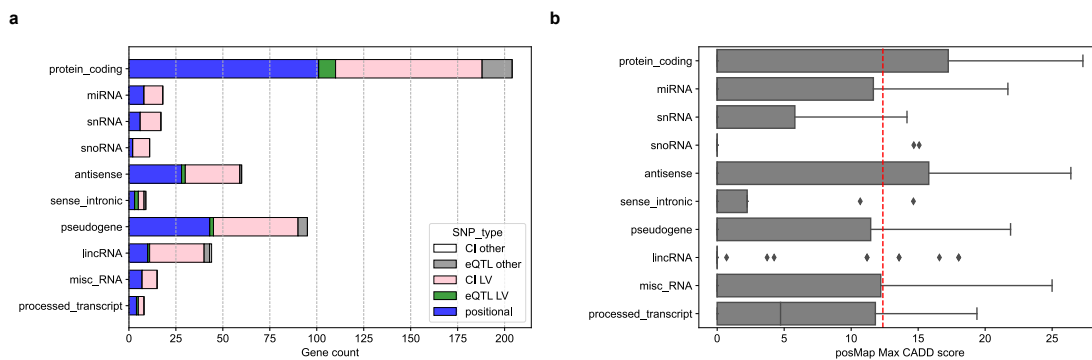 a
protein_coding
miRNA
snRNA
snoRNA
antisense
sense_intronic
pseudogene
lincRNA
misc_RNA
processed_transcript
0 25 50 75 100 125 150 175 200
Gene count
SNP_type
CI other
eQTL other
CI LV
eQTL LV
positional
b
protein_coding
miRNA
snRNA
snoRNA
antisense
sense_intronic
pseudogene
lincRNA
misc_RNA
processed_transcript
0 5 10 15 20 25
posMap Max CADD score